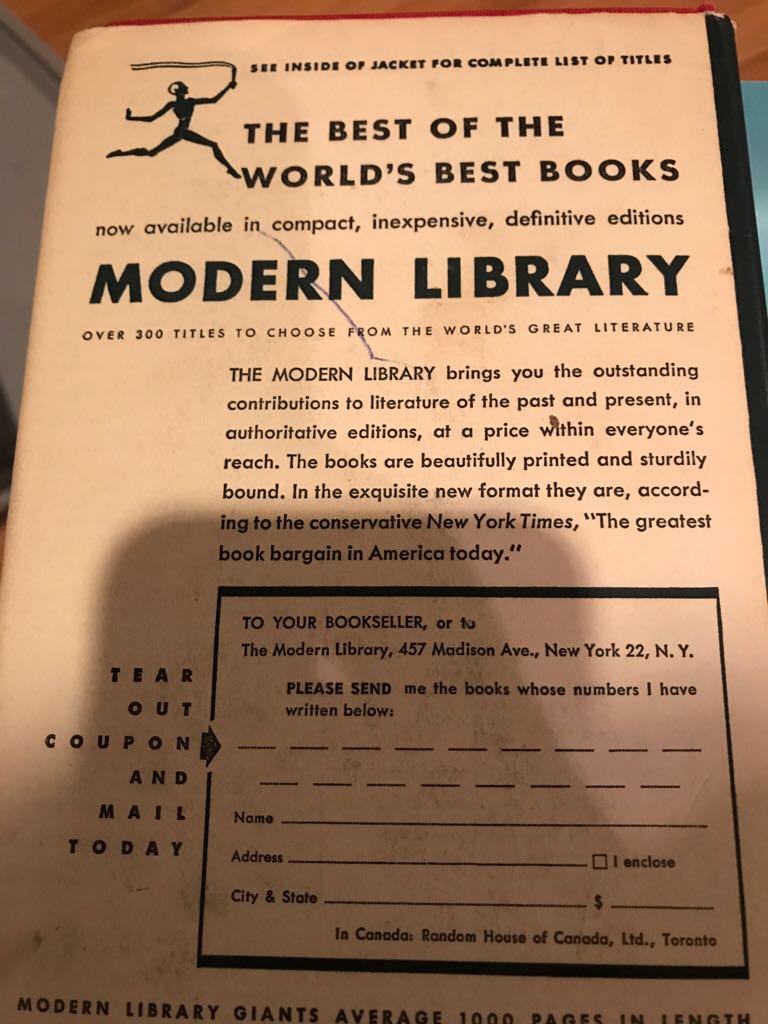 SEE INSIDE OF JACKET FOR COMPLETE LIST OF TITLES
THE BEST OF THE
WORLD'S BEST BOOKS
now available in compact, inexpensive, definitive editions
MODERN LIBRARY
OVER 300 TITLES TO CHOOSE FROM THE WORLD'S GREAT LITERATURE
THE MODERN LIBRARY brings you the outstanding
contributions to literature of the past and present, in
authoritative editions, at a price within everyone's
reach. The books are beautifully printed and sturdily
bound. In the exquisite new format they are, accord-
ing to the conservative New York Times, "The greatest
book bargain in America today."
TO YOUR BOOKSELLER, or to
The Modern Library, 457 Madison Ave., New York 22, N. Y.
PLEASE SEND me the books whose numbers I have
written below:
TEAR
OUT
COUPON
AND
MAIL
TODAY
Name
Address
I enclose
City & State
$
In Canada: Random House of Canada, Ltd., Toronto
MODERN LIBRARY GIANTS AVERAGE 1000 PAGES IN LENGTH